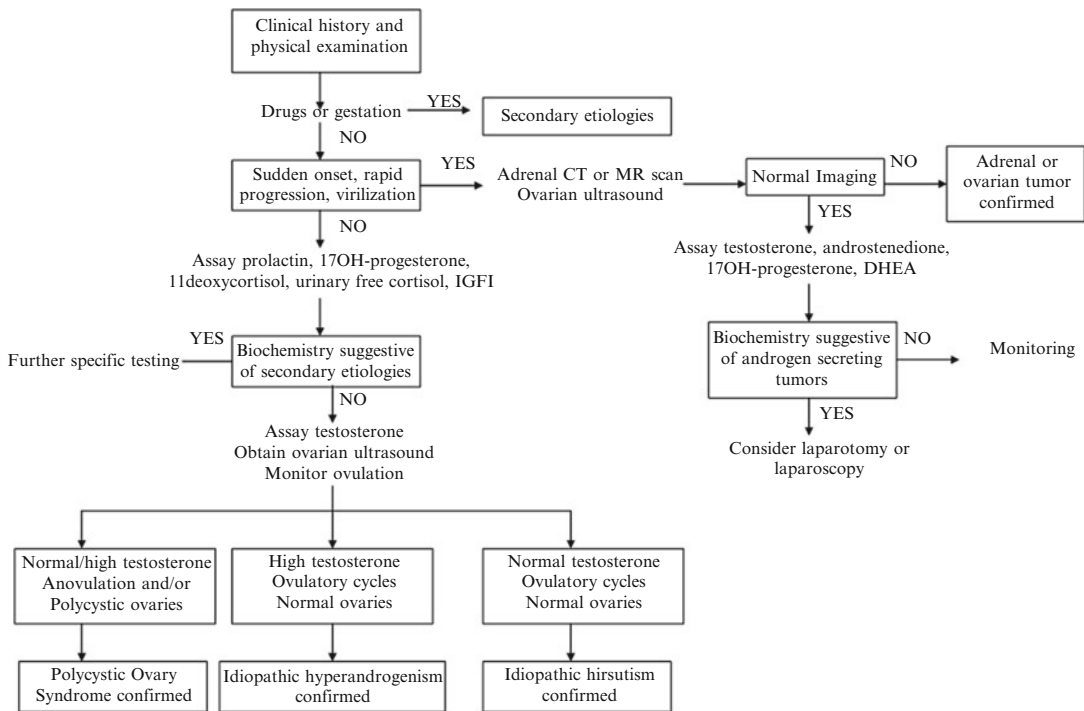 Clinical history and
physical examination
Drugs or gestation
YES
Secondary etiologies
NO
Sudden onset, rapid
progression, virilization
YES
Adrenal CT or MR scan
Ovarian ultrasound
Normal Imaging
NO
Adrenal or
ovarian tumor
confirmed
NO
YES
Assay prolactin, 17OH-progesterone,
11deoxycortisol, urinary free cortisol, IGFI
Assay testosterone, androstenedione,
17OH-progesterone, DHEA
Further specific testing
YES
Biochemistry suggestive
of secondary etiologies
Biochemistry suggestive
of androgen secreting
tumors
NO
Monitoring
NO
YES
Assay testosterone
Obtain ovarian ultrasound
Monitor ovulation
Consider laparotomy or
laparoscopy
Normal/high testosterone
Anovulation and/or
Polycystic ovaries
High testosterone
Ovulatory cycles
Normal ovaries
Normal testosterone
Ovulatory cycles
Normal ovaries
Polycystic Ovary
Syndrome confirmed
Idiopathic hyperandrogenism
confirmed
Idiopathic hirsutism
confirmed